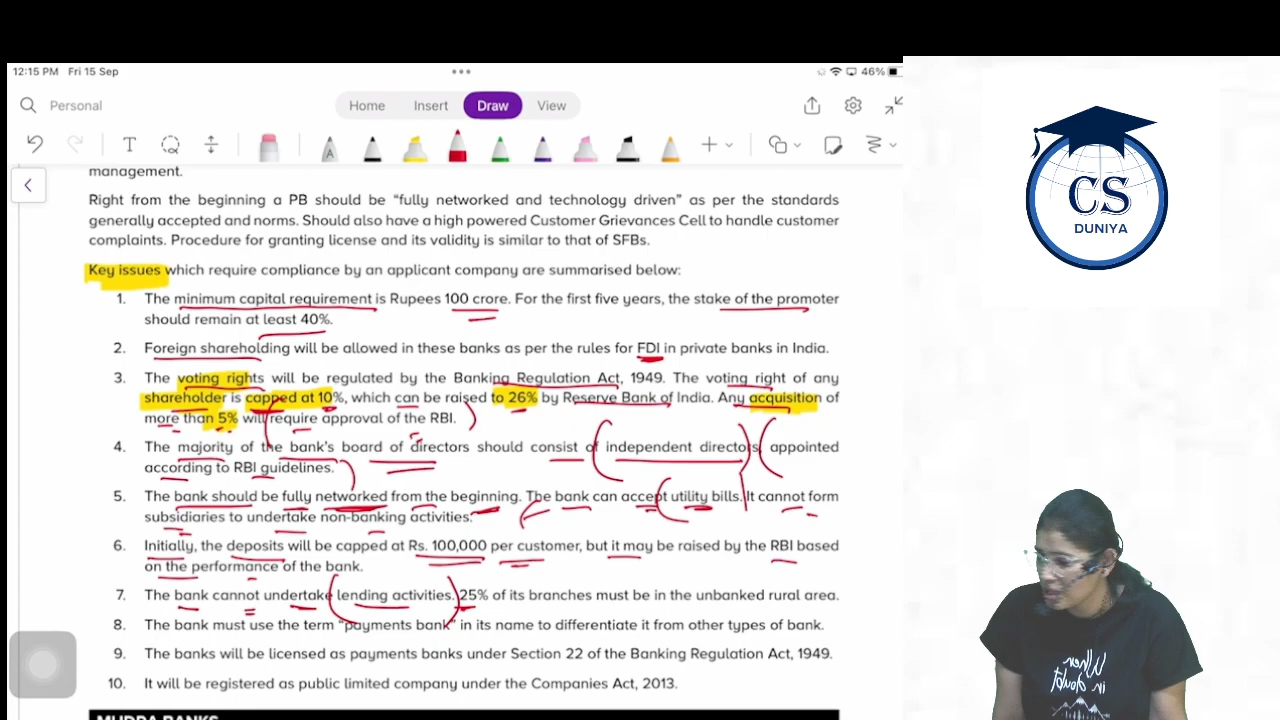 12:15 PM Fri 15 Sep
46%
Personal
Home Insert Draw View
management.
Right from the beginning a PB should be “fully networked and technology driven” as per the standards
generally accepted and norms. Should also have a high powered Customer Grievances Cell to handle customer
complaints. Procedure for granting license and its validity is similar to that of SFBs.
Key issues which require compliance by an applicant company are summarised below:
1. The minimum capital requirement is Rupees 100 crore. For the first five years, the stake of the promoter
should remain at least 40%.
2. Foreign shareholding will be allowed in these banks as per the rules for FDI in private banks in India.
3. The voting rights will be regulated by the Banking Regulation Act, 1949. The voting right of any
shareholder is capped at 10%, which can be raised to 26% by Reserve Bank of India. Any acquisition of
more than 5% will require approval of the RBI.
4. The majority of the bank’s board of directors should consist of independent directors, appointed
according to RBI guidelines.
5. The bank should be fully networked from the beginning. The bank can accept utility bills. It cannot form
subsidiaries to undertake non-banking activities.
6. Initially, the deposits will be capped at Rs. 100,000 per customer, but it may be raised by the RBI based
on the performance of the bank.
7. The bank cannot undertake lending activities. 25% of its branches must be in the unbanked rural area.
8. The bank must use the term “payments bank” in its name to differentiate it from other types of bank.
9. The banks will be licensed as payments banks under Section 22 of the Banking Regulation Act, 1949.
10. It will be registered as public limited company under the Companies Act, 2013.
MUDRA BANKS
CS
DUNIYA
When
in doubt